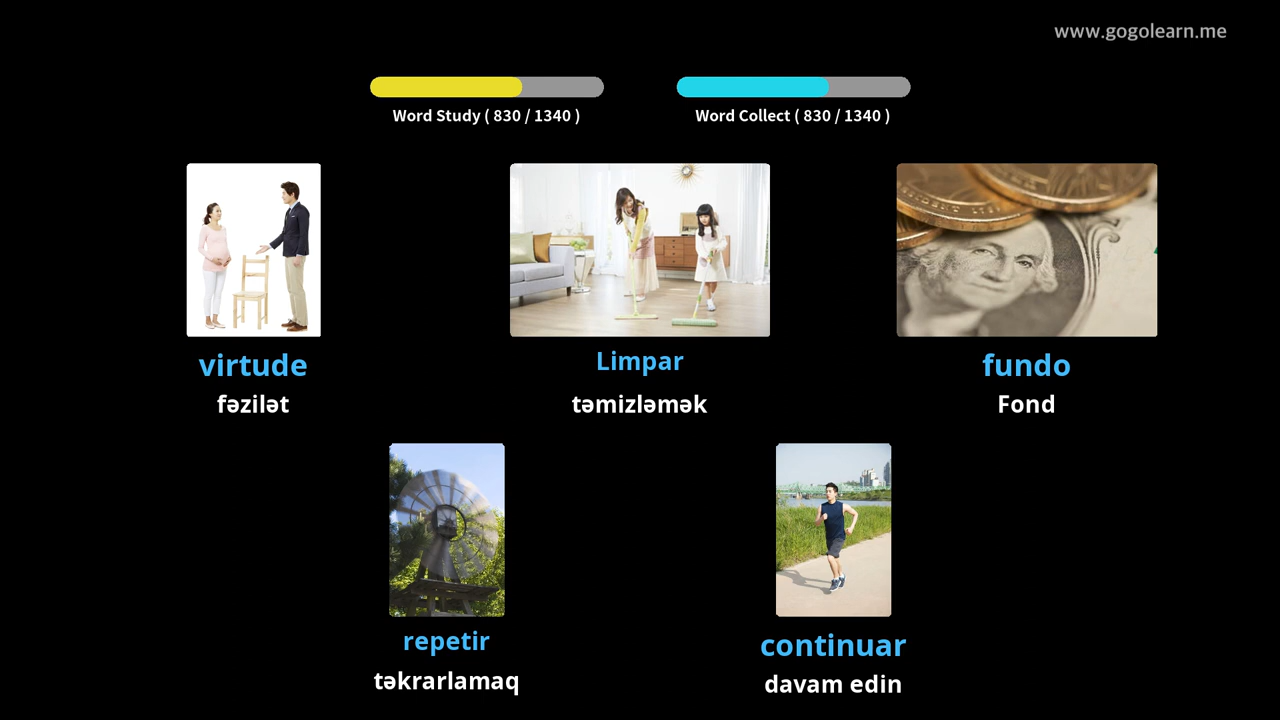 www.gogolearn.me
Word Study ( 830 / 1340 )
Word Collect ( 830 / 1340 )
virtude
fəzilət
Limpar
təmizləmək
fundo
Fond
repetir
təkrarlamaq
continuar
davam edin